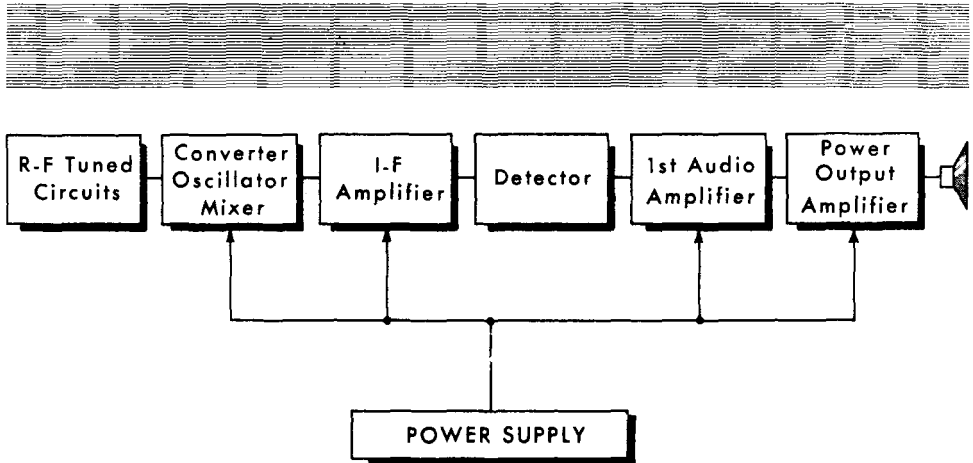 R-F Tuned
Circuits
Converter
Oscillator
Mixer
I-F
Amplifier
Detector
1st Audio
Amplifier
Power
Output
Amplifier
POWER SUPPLY